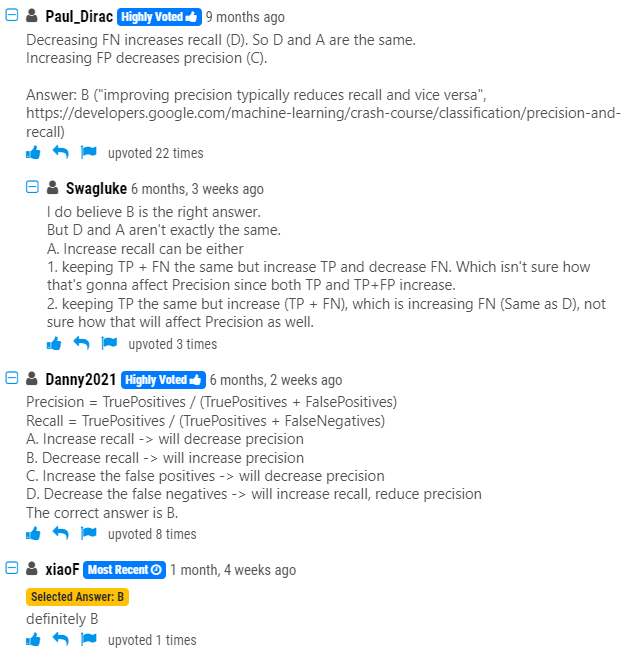 Paul_Dirac Highly Voted 9 months ago
Decreasing FN increases recall (D). So D and A are the same.
Increasing FP decreases precision (C).
Answer: B ("improving precision typically reduces recall and vice versa",
https://developers.google.com/machine-learning/crash-course/classification/precision-and-
recall)
upvoted 22 times
Swagluke 6 months, 3 weeks ago
I do believe B is the right answer.
But D and A aren't exactly the same.
A. Increase recall can be either
1. keeping TP + FN the same but increase TP and decrease FN. Which isn't sure how
that's gonna affect Precision since both TP and TP+FP increase.
2. keeping TP the same but increase (TP + FN), which is increasing FN (Same as D), not
sure how that will affect Precision as well.
upvoted 3 times
Danny2021 Highly Voted 6 months, 2 weeks ago
Precision = TruePositives / (TruePositives + FalsePositives)
Recall = TruePositives / (TruePositives + FalseNegatives)
A. Increase recall -> will decrease precision
B. Decrease recall -> will increase precision
C. Increase the false positives -> will decrease precision
D. Decrease the false negatives -> will increase recall, reduce precision
The correct answer is B.
upvoted 8 times
xiaoF Most Recent 1 month, 4 weeks ago
Selected Answer: B
definitely B
upvoted 1 times